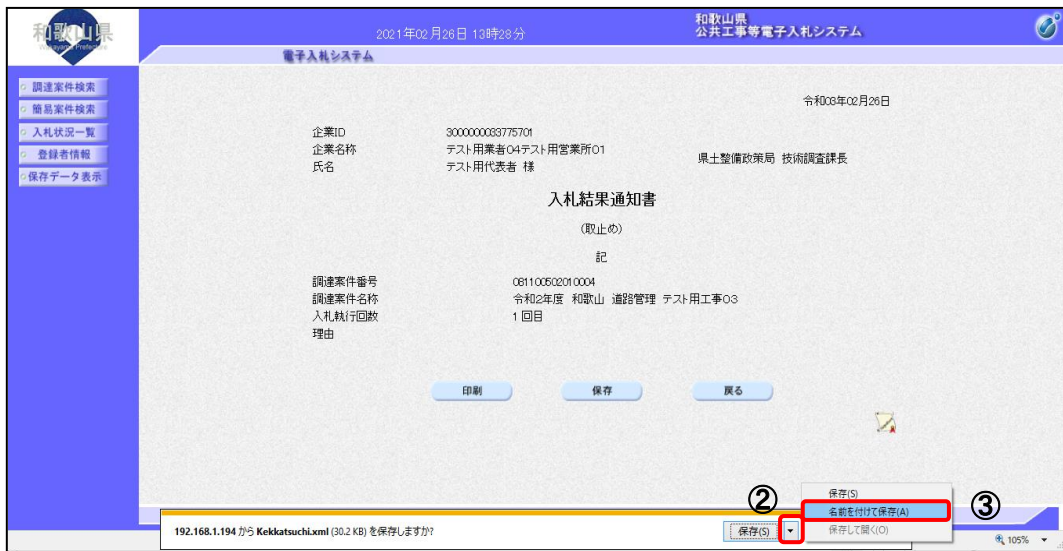 和歌山県
Wakayama Prefecture
2021年02月26日 13時28分
和歌山県
公共工事等電子入札システム
電子入札システム
調達案件検索
簡易案件検索
入札状況一覧
登録者情報
保存データ表示
令和03年02月26日
企業ID 3000000033775701
企業名称 テスト用業者04テスト用営業所01
氏名 テスト用代表者 様
県土整備政策局 技術調査課長
入札結果通知書
(取止め)
記
調達案件番号 081100502010004
調達案件名称 令和2年度 和歌山 道路管理 テスト用工事03
入札執行回数 1回目
理由
印刷 保存 戻る
保存(S)
② 名前を付けて保存(A) ③
192.168.1.194 から Kekkatsuchi.xml (30.2 KB) を保存しますか?
保存(S) 保存して開く(O)
105%